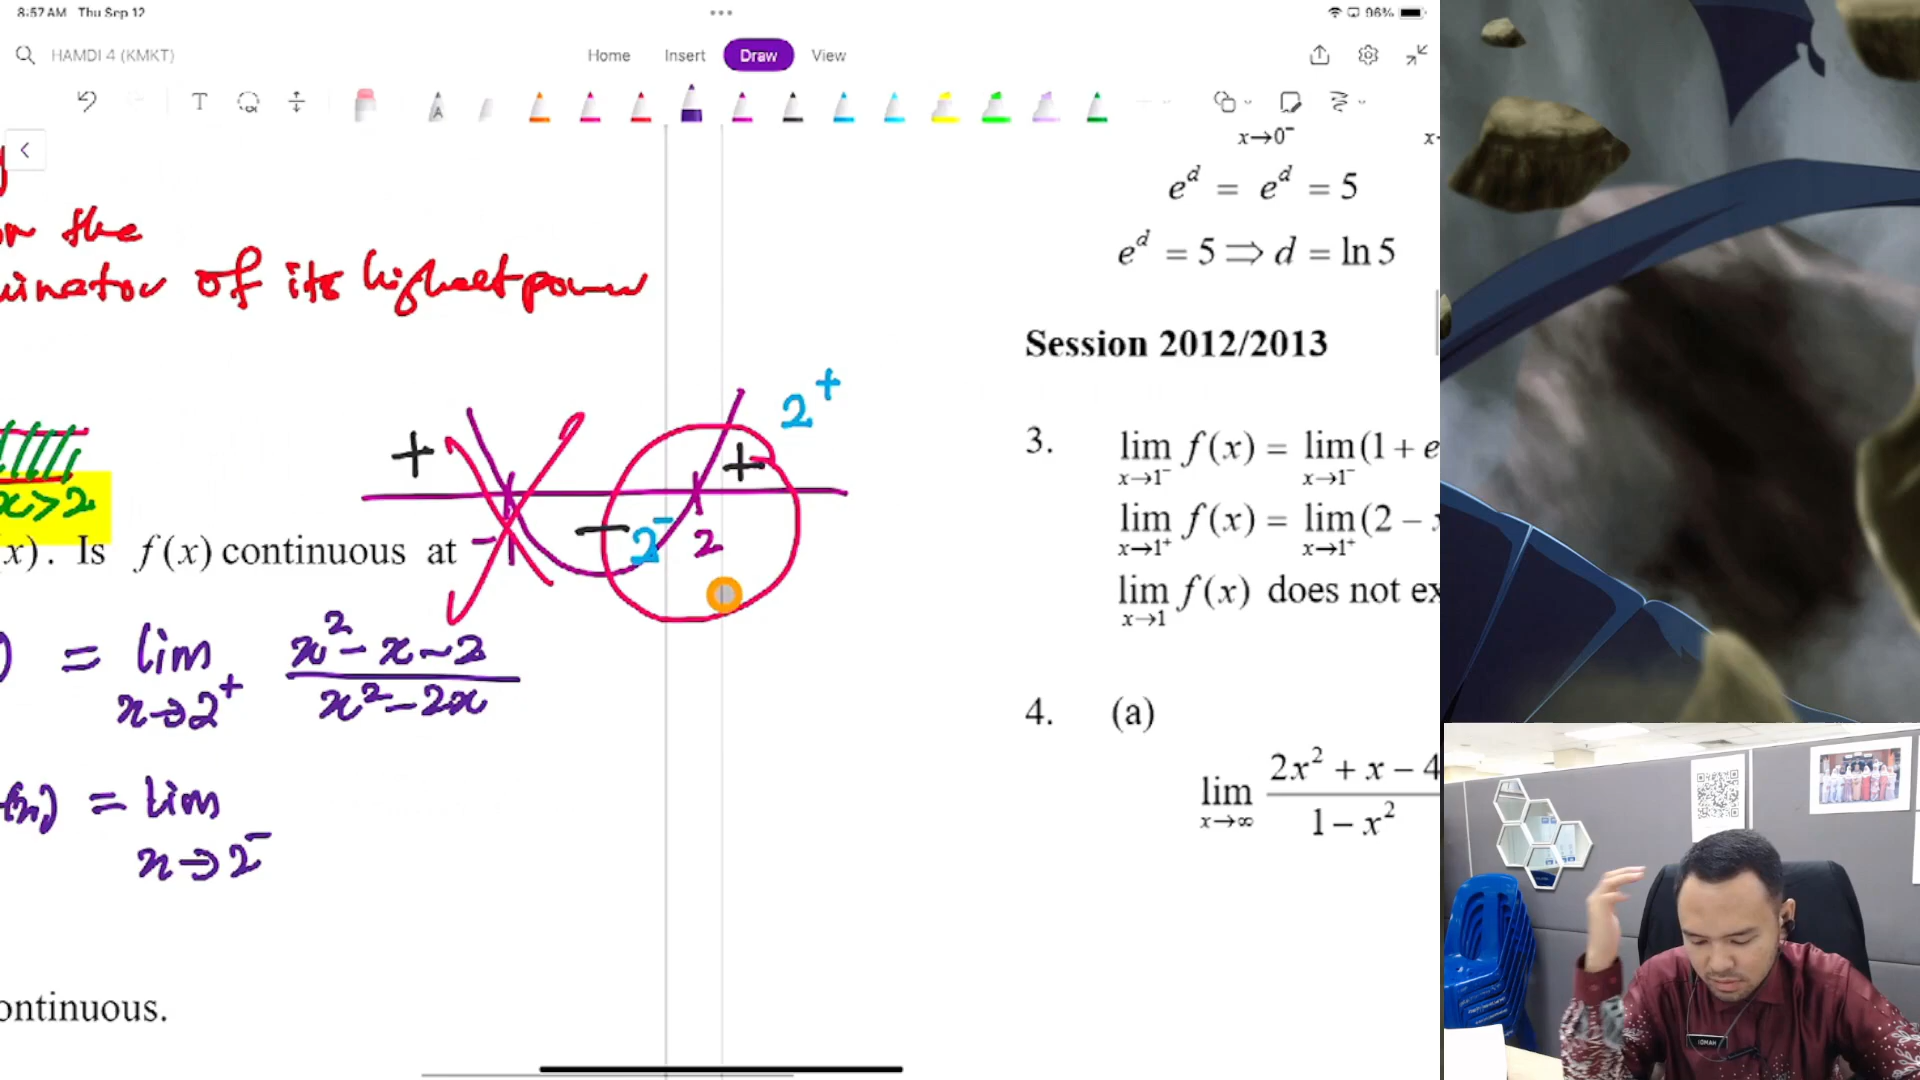 8:57 AM Thu Sep 12
96%
HAMDI 4 (KMKT)
Home Insert Draw View
or the
minator of its highest power
x > 2
x). Is f(x) continuous at
+ − + 2⁺
2⁻ 2
) = lim x→2⁺ (x² − x − 2)/(x² − 2x)
f(x) = lim x→2⁻
ontinuous.
x→0⁻ x→
eᵈ = eᵈ = 5
eᵈ = 5 ⇒ d = ln 5
Session 2012/2013
3. lim x→1⁻ f(x) = lim x→1⁻ (1 + e
lim x→1⁺ f(x) = lim x→1⁺ (2 −
lim x→1 f(x) does not ex
4. (a)
lim x→∞ (2x² + x − 4)/(1 − x²)